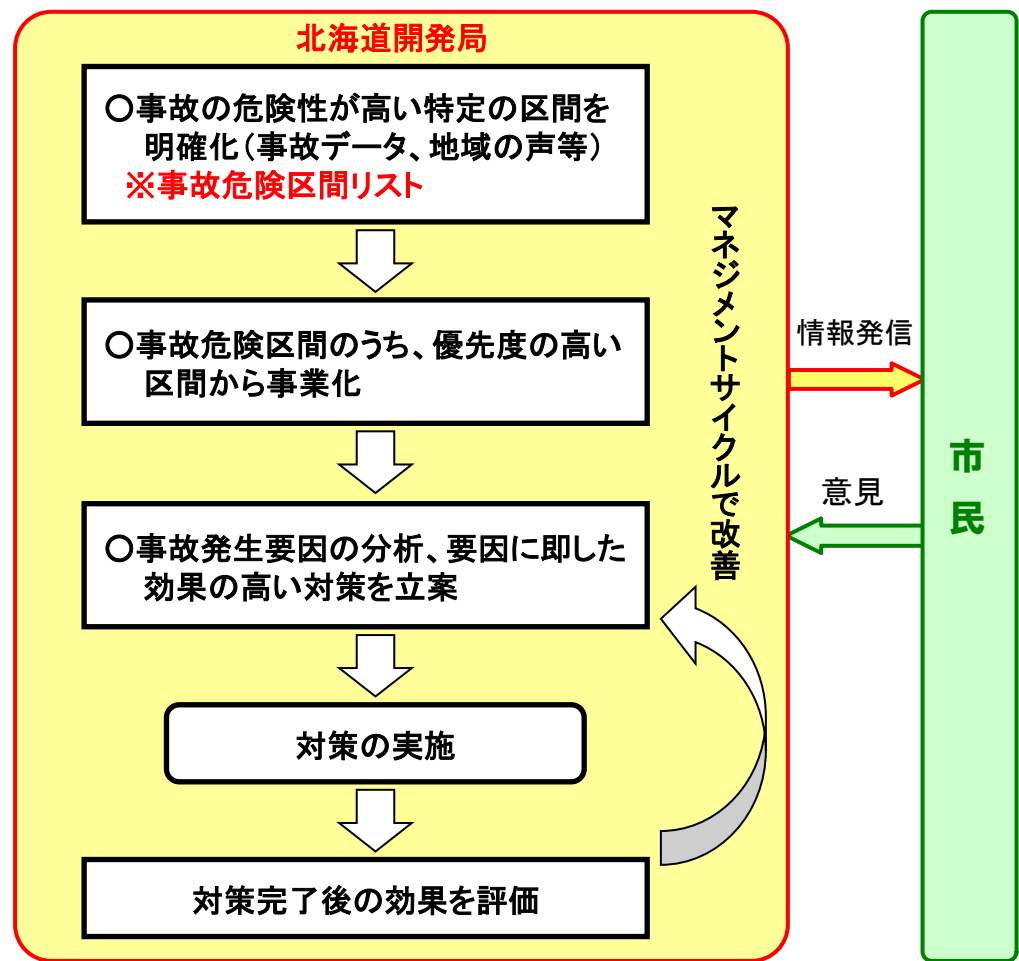 北海道開発局
○事故の危険性が高い特定の区間を
明確化（事故データ、地域の声等）
※事故危険区間リスト
○事故危険区間のうち、優先度の高い
区間から事業化
○事故発生要因の分析、要因に即した
効果の高い対策を立案
対策の実施
対策完了後の効果を評価
マネジメントサイクルで改善
情報発信
意見
市民